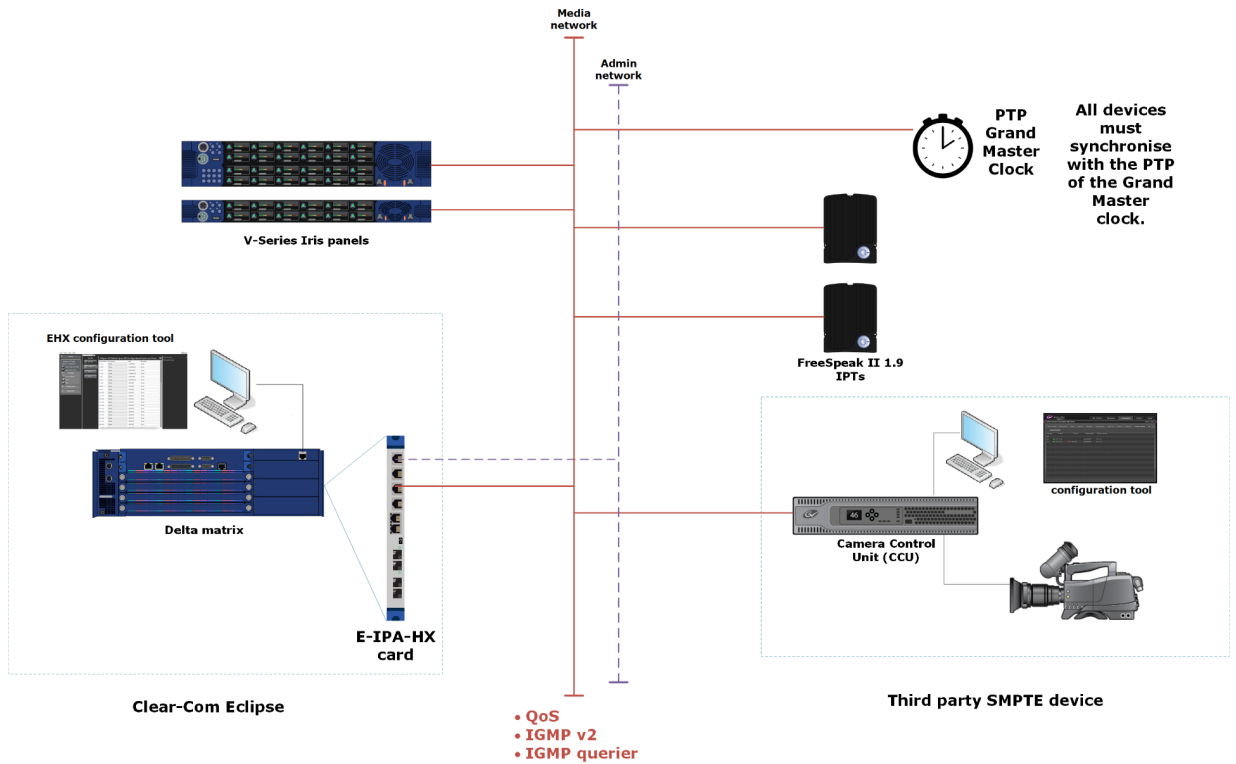 Media
network
Admin
network
PTP
Grand
Master
Clock
All devices
must
synchronise
with the PTP
of the Grand
Master
clock.
V-Series Iris panels
FreeSpeak II 1.9
IPTs
EHX configuration tool
Delta matrix
E-IPA-HX
card
Clear-Com Eclipse
configuration tool
46
Camera Control
Unit (CCU)
Third party SMPTE device
• QoS
• IGMP v2
• IGMP querier